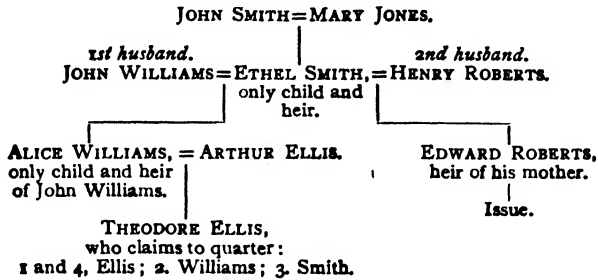 JOHN SMITH=MARY JONES.
1st husband. 2nd husband.
JOHN WILLIAMS=ETHEL SMITH,=HENRY ROBERTS.
only child and
heir.
ALICE WILLIAMS, = ARTHUR ELLIS. EDWARD ROBERTS,
only child and heir heir of his mother.
of John Williams.
Issue.
THEODORE ELLIS,
who claims to quarter:
1 and 4, Ellis; 2. Williams; 3. Smith.